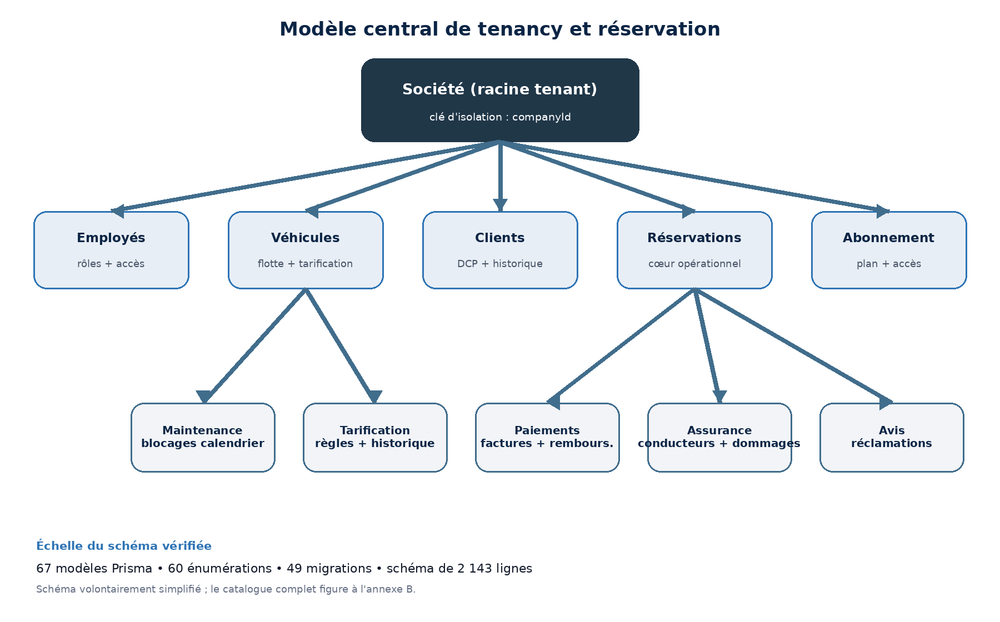 Modèle central de tenancy et réservation
Société (racine tenant)
clé d'isolation : companyId
Employés
rôles + accès
Véhicules
flotte + tarification
Clients
DCP + historique
Réservations
cœur opérationnel
Abonnement
plan + accès
Maintenance
blocages calendrier
Tarification
règles + historique
Paiements
factures + rembours.
Assurance
conducteurs + dommages
Avis
réclamations
Échelle du schéma vérifiée
67 modèles Prisma • 60 énumérations • 49 migrations • schéma de 2 143 lignes
Schéma volontairement simplifié ; le catalogue complet figure à l'annexe B.